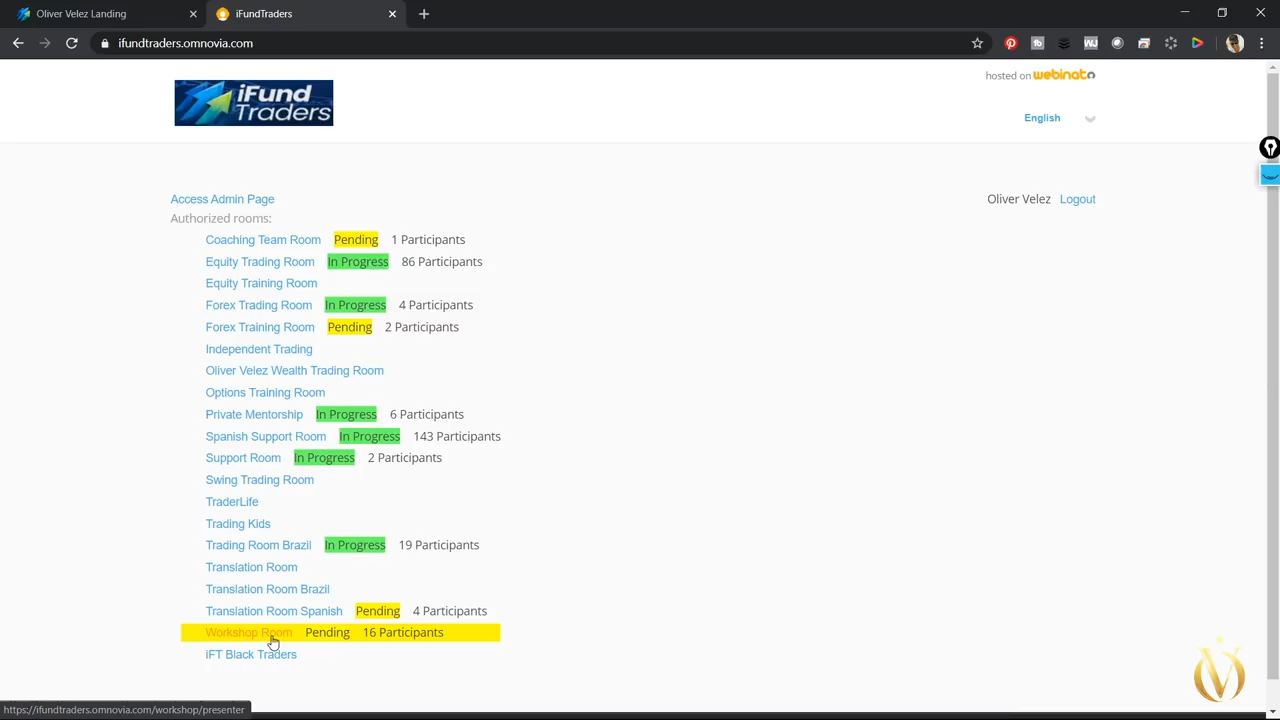 Oliver Velez Landing
iFundTraders
ifundtraders.omnovia.com
iFund
Traders
hosted on webinato
English
Access Admin Page
Oliver Velez Logout
Authorized rooms:
Coaching Team Room Pending 1 Participants
Equity Trading Room In Progress 86 Participants
Equity Training Room
Forex Trading Room In Progress 4 Participants
Forex Training Room Pending 2 Participants
Independent Trading
Oliver Velez Wealth Trading Room
Options Training Room
Private Mentorship In Progress 6 Participants
Spanish Support Room In Progress 143 Participants
Support Room In Progress 2 Participants
Swing Trading Room
TraderLife
Trading Kids
Trading Room Brazil In Progress 19 Participants
Translation Room
Translation Room Brazil
Translation Room Spanish Pending 4 Participants
Workshop Room Pending 16 Participants
iFT Black Traders
https://ifundtraders.omnovia.com/workshop/presenter